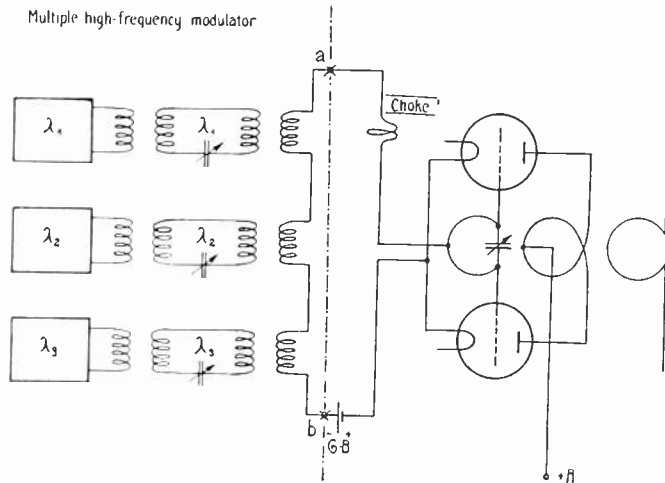 Multiple high-frequency modulator
a
Choke
λ₁
λ₁
λ₂
λ₂
λ₃
λ₃
b
- +
G-B
+A